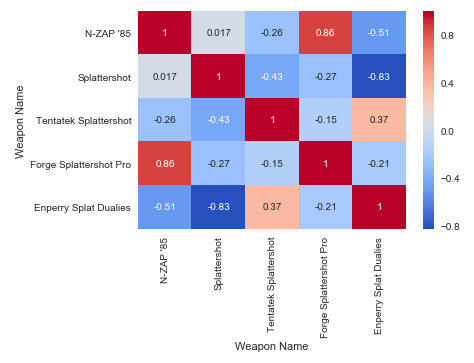 N-ZAP '85 1 0.017 -0.26 0.86 -0.51
Splattershot 0.017 1 -0.43 -0.27 -0.83
Tentatek Splattershot -0.26 -0.43 1 -0.15 0.37
Forge Splattershot Pro 0.86 -0.27 -0.15 1 -0.21
Enperry Splat Dualies -0.51 -0.83 0.37 -0.21 1
Weapon Name
N-ZAP '85
Splattershot
Tentatek Splattershot
Forge Splattershot Pro
Enperry Splat Dualies
Weapon Name
0.8
0.4
0.0
−0.4
−0.8